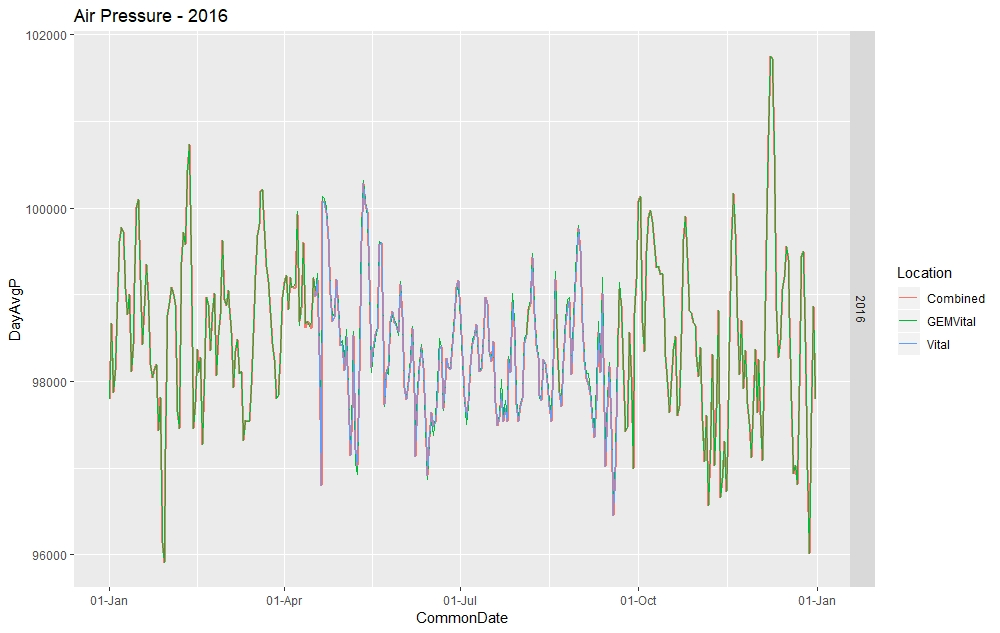 Air Pressure - 2016
102000
100000
98000
96000
DayAvgP
01-Jan
01-Apr
01-Jul
01-Oct
01-Jan
CommonDate
2016
Location
Combined
GEMVital
Vital